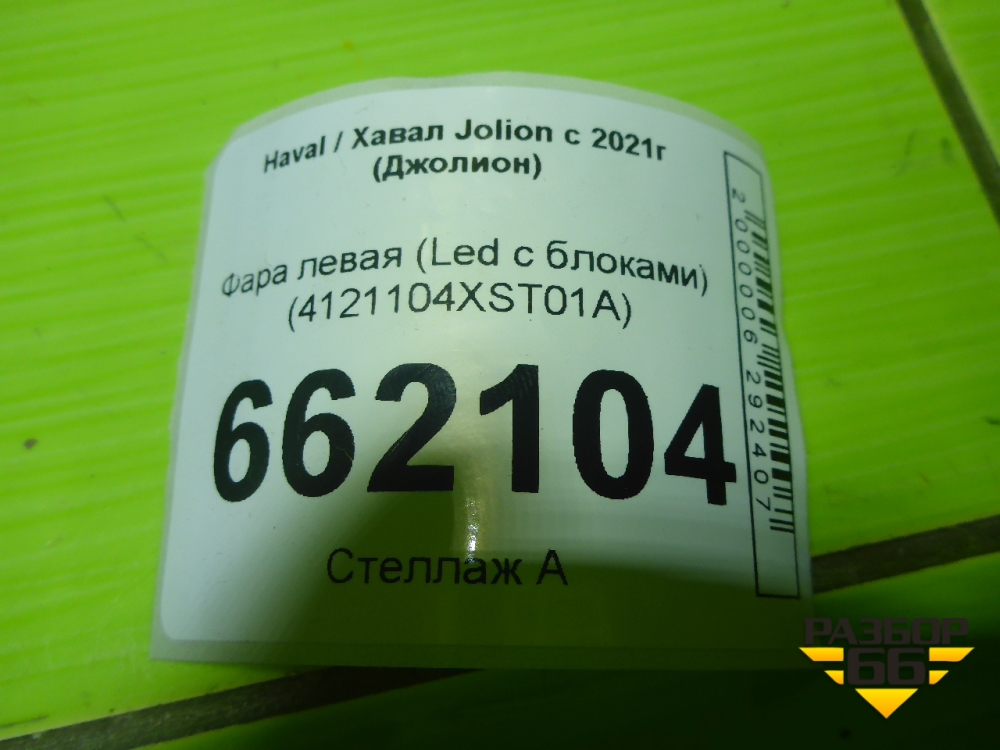 Haval / Хавал Jolion с 2021г
(Джолион)
Фара левая (Led с блоками)
(4121104XST01A)
662104
Стеллаж А
2000006292407
РАЗБОР
66